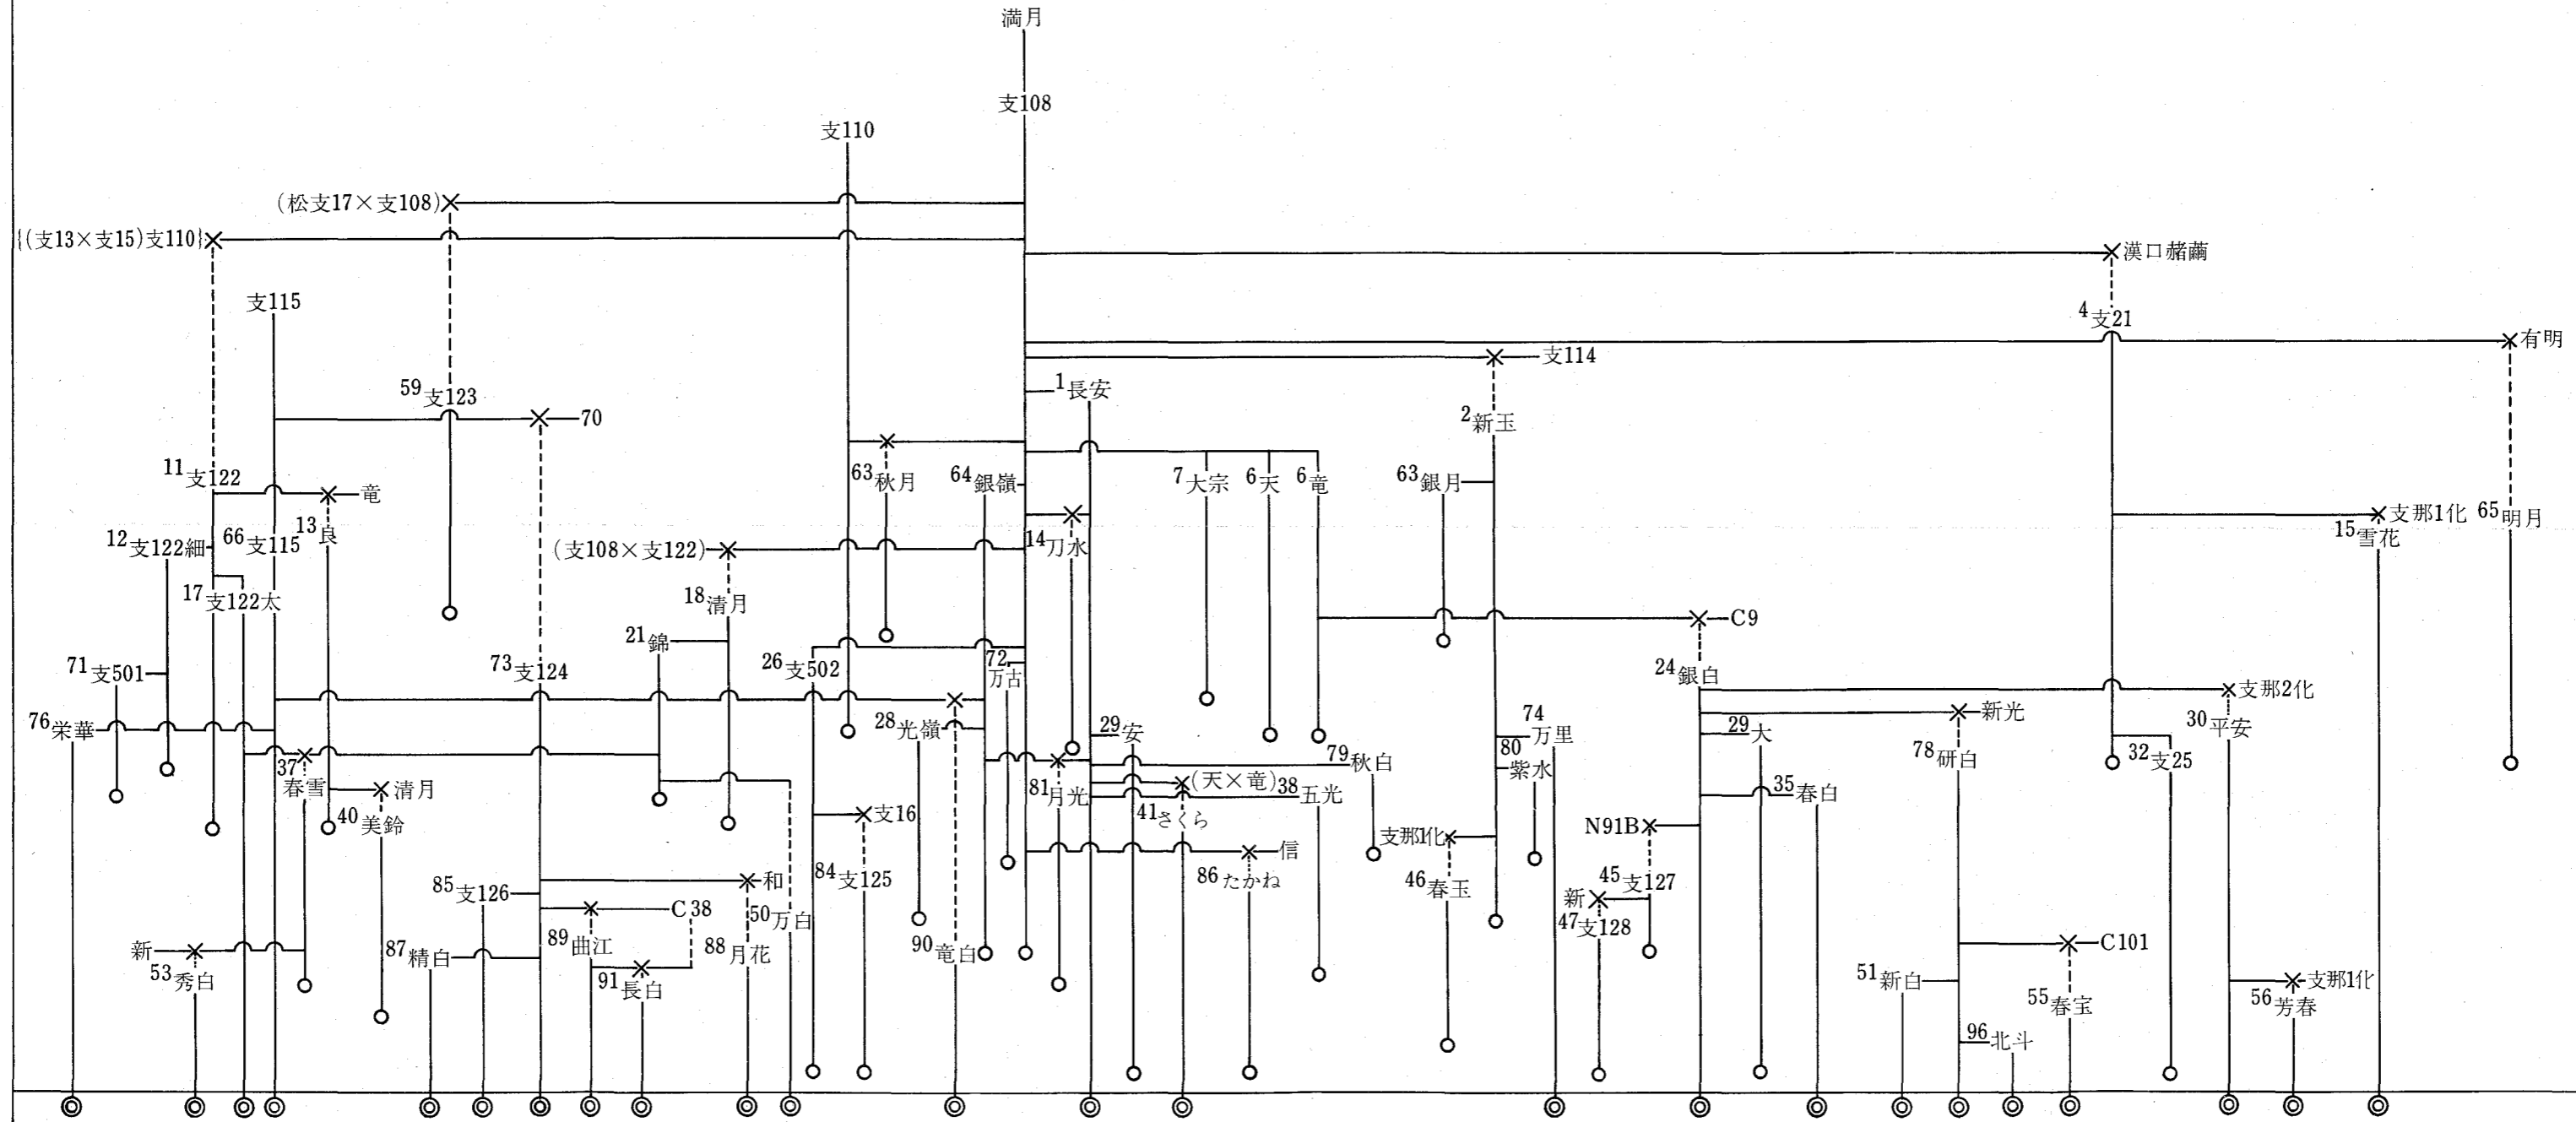 満月
支108
支110
(松支17×支108)
{(支13×支15)支110}
漢口赭繭
支115
4支21
有明
支114
1長安
59支123
70
2新玉
11支122
竜
63秋月
64銀嶺
7大宗
6天
6竜
63銀月
支那1化
65明月
15雪花
13良
12支122細
66支115
(支108×支122)
14万水
17支122太
18清月
C9
21錦
71支501
73支124
26支502
72万古
24銀白
支那2化
76栄華
28光嶺
29安
74万里
新光
29大
30平安
78研白
32支25
37春雪
79秋白
80紫水
清月
40美鈴
81月光
(天×竜)
38五光
35春白
41さくら
支16
N91B
支那1化
信
84支125
86たかね
46春玉
45支127
和
85支126
C38
50万白
新
47支128
89曲江
88月花
90竜白
新
53秀白
87精白
91長白
C101
51新白
支那1化
55春宝
56芳春
96北斗